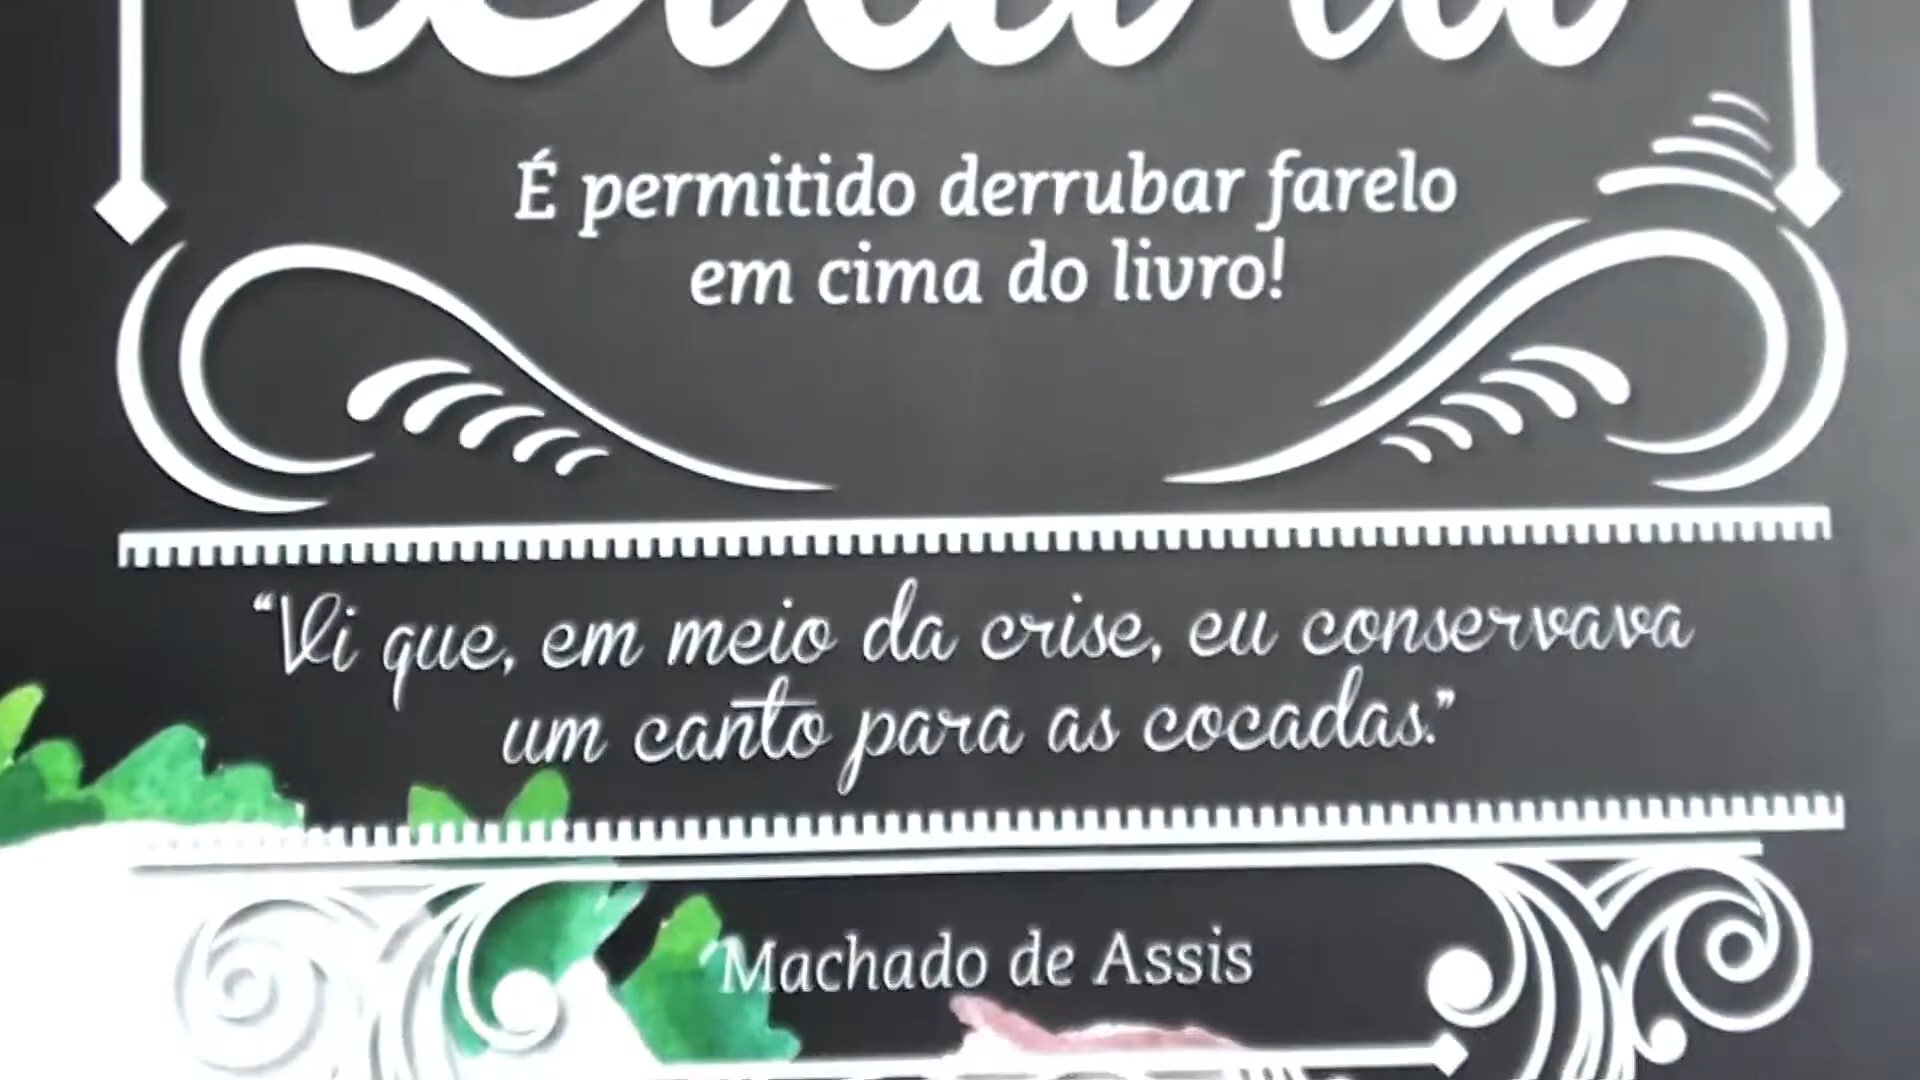 É permitido derrubar farelo
em cima do livro!
“Vi que, em meio da crise, eu conservava
um canto para as cocadas.”
Machado de Assis